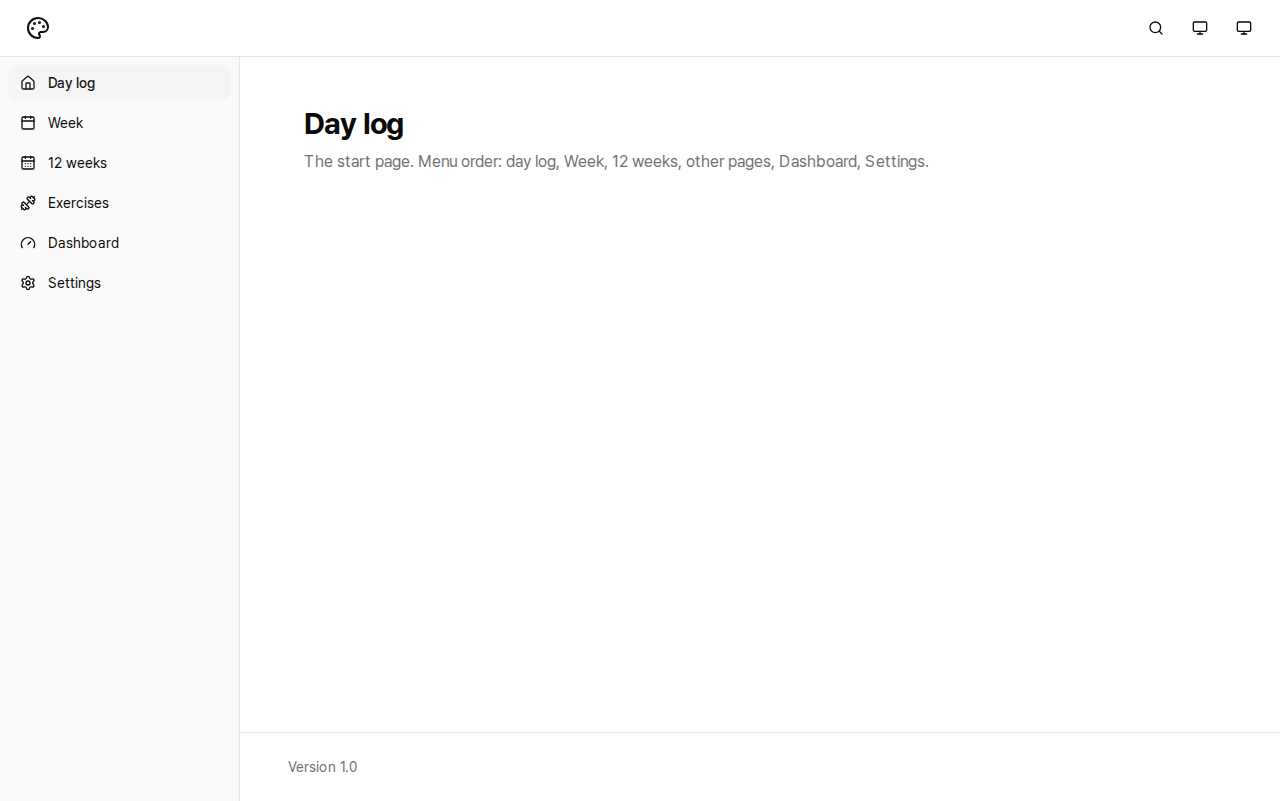 Day log
Week
12 weeks
Exercises
Dashboard
Settings
Day log
The start page. Menu order: day log, Week, 12 weeks, other pages, Dashboard, Settings.
Version 1.0